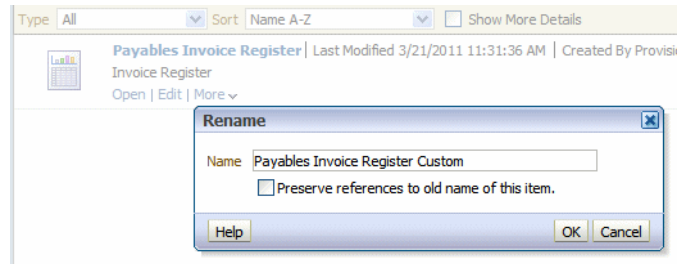 Type All Sort Name A-Z Show More Details
Payables Invoice Register | Last Modified 3/21/2011 11:31:36 AM | Created By
Invoice Register
Open | Edit | More
Rename
Name Payables Invoice Register Custom
Preserve references to old name of this item.
Help OK Cancel